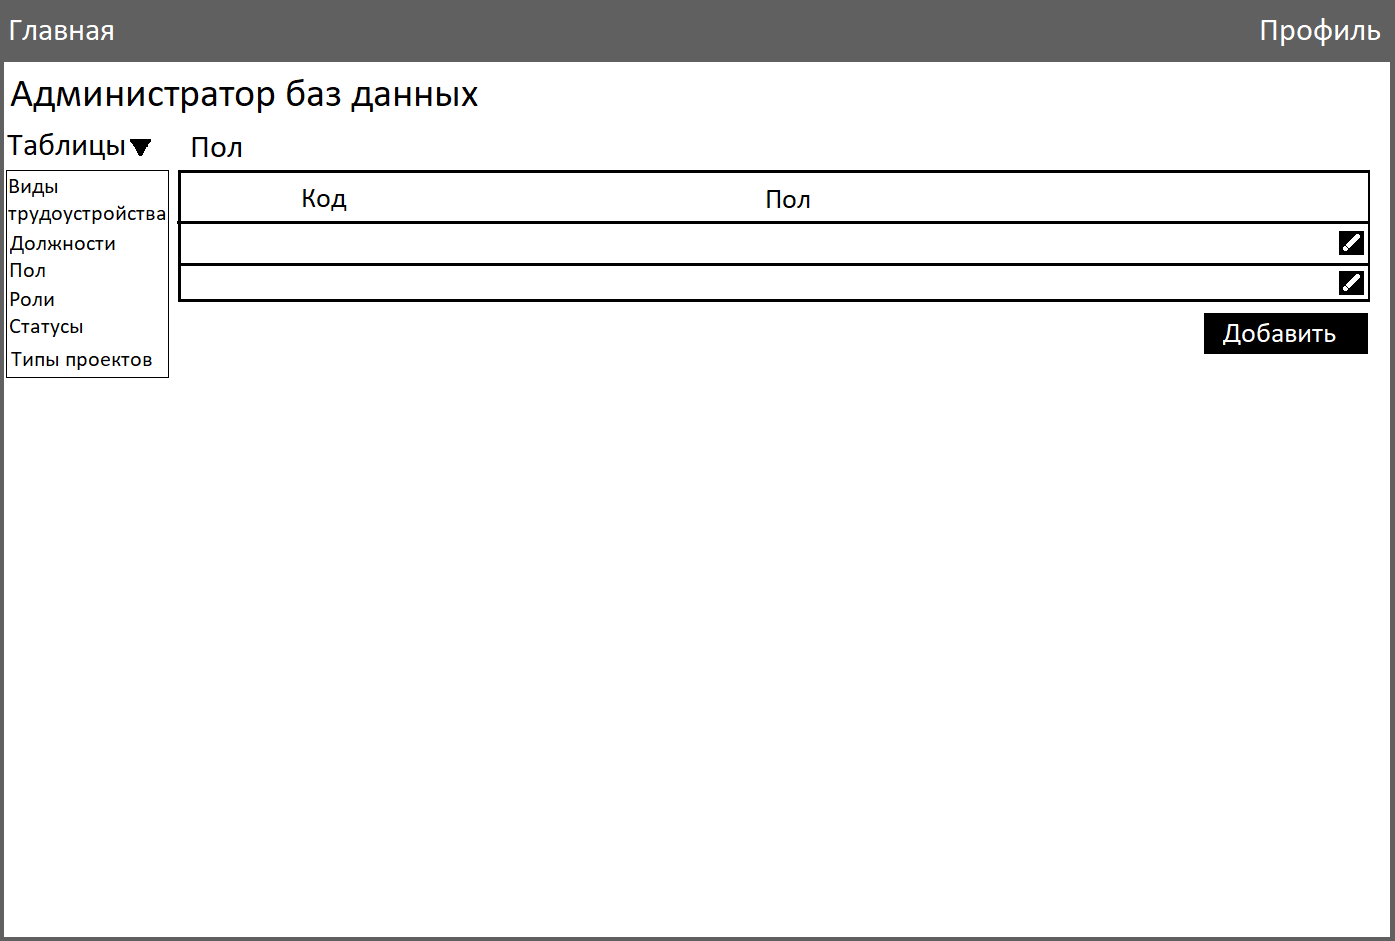 Главная
Профиль
Администратор баз данных
Таблицы
Пол
Виды
трудоустройства
Должности
Пол
Роли
Статусы
Типы проектов
Код
Пол
Добавить